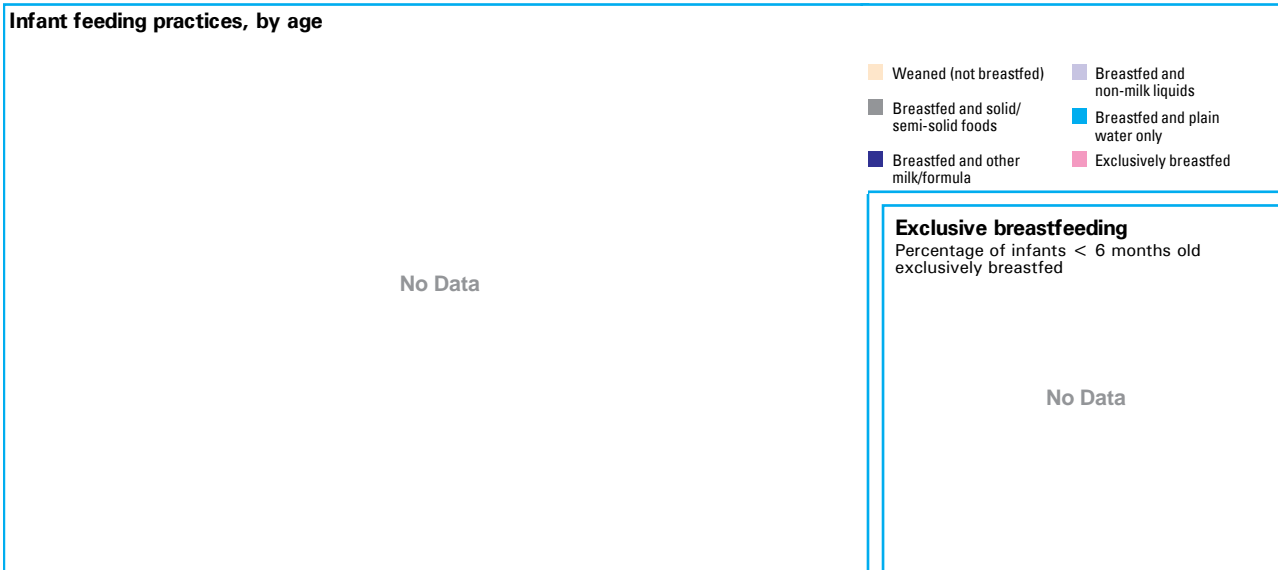 Infant feeding practices, by age
Weaned (not breastfed)
Breastfed and solid/
semi-solid foods
Breastfed and other
milk/formula
Breastfed and
non-milk liquids
Breastfed and plain
water only
Exclusively breastfed
No Data
Exclusive breastfeeding
Percentage of infants < 6 months old
exclusively breastfed
No Data